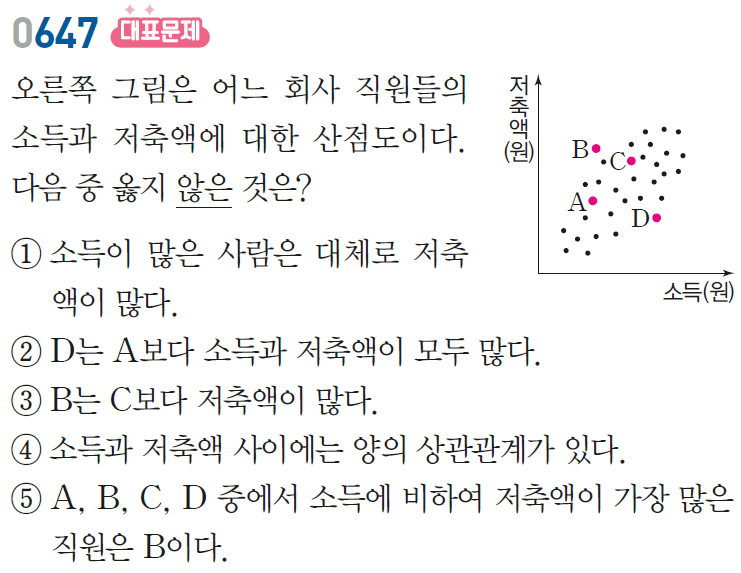 0647 대표문제
오른쪽 그림은 어느 회사 직원들의
소득과 저축액에 대한 산점도이다.
다음 중 옳지 않은 것은?
저축액(원)
B
C
A
D
소득(원)
① 소득이 많은 사람은 대체로 저축
액이 많다.
② D는 A보다 소득과 저축액이 모두 많다.
③ B는 C보다 저축액이 많다.
④ 소득과 저축액 사이에는 양의 상관관계가 있다.
⑤ A, B, C, D 중에서 소득에 비하여 저축액이 가장 많은
직원은 B이다.